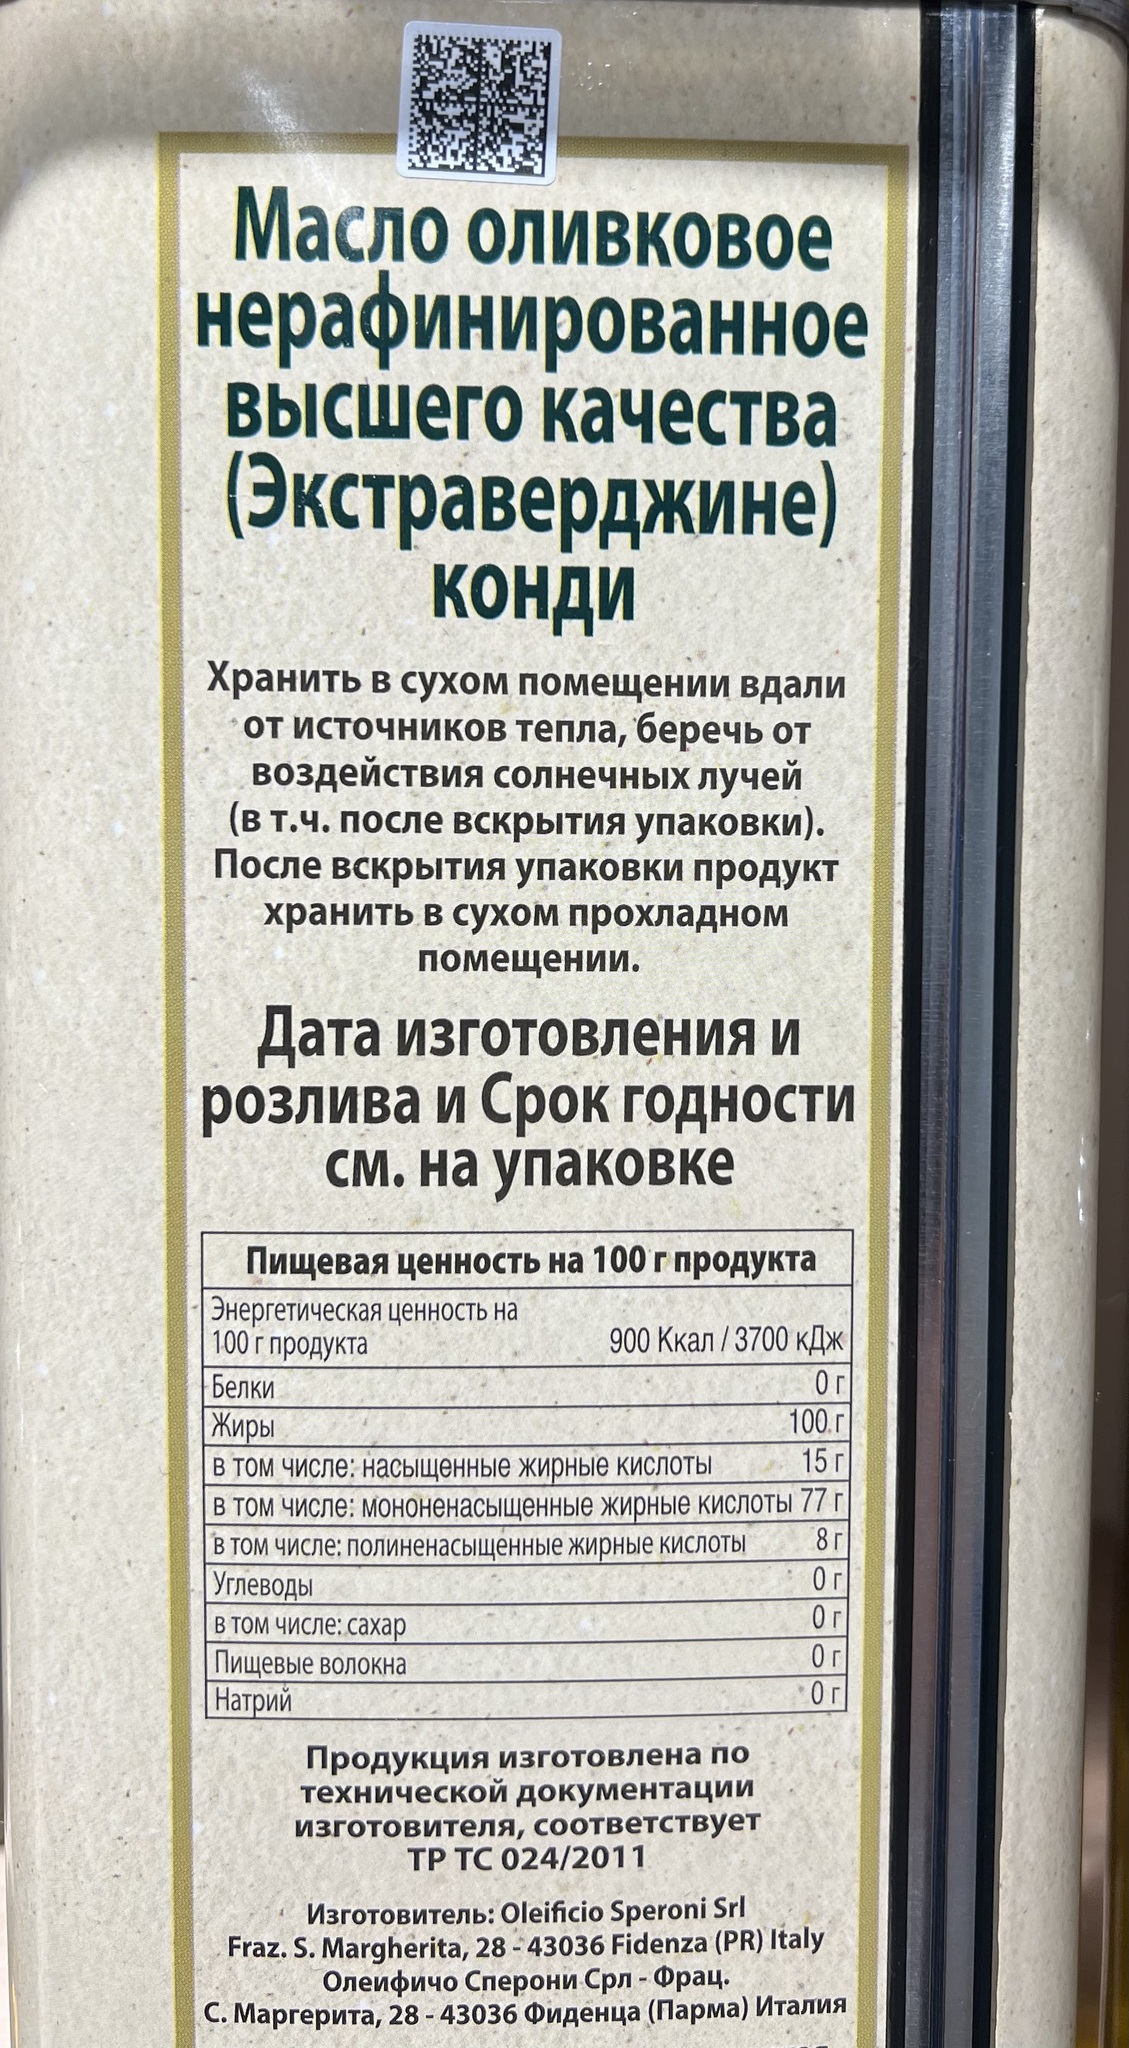 Масло оливковое
нерафинированное
высшего качества
(Экстраверджине)
конди
Хранить в сухом помещении вдали
от источников тепла, беречь от
воздействия солнечных лучей
(в т.ч. после вскрытия упаковки).
После вскрытия упаковки продукт
хранить в сухом прохладном
помещении.
Дата изготовления и
розлива и Срок годности
см. на упаковке
Пищевая ценность на 100 г продукта
Энергетическая ценность на
100 г продукта 900 Ккал / 3700 кДж
Белки 0 г
Жиры 100 г
в том числе: насыщенные жирные кислоты 15 г
в том числе: мононенасыщенные жирные кислоты 77 г
в том числе: полиненасыщенные жирные кислоты 8 г
Углеводы 0 г
в том числе: сахар 0 г
Пищевые волокна 0 г
Натрий 0 г
Продукция изготовлена по
технической документации
изготовителя, соответствует
ТР ТС 024/2011
Изготовитель: Oleificio Speroni Srl
Fraz. S. Margherita, 28 - 43036 Fidenza (PR) Italy
Олеифичо Сперони Срл - Фрац.
С. Маргерита, 28 - 43036 Фиденца (Парма) Италия